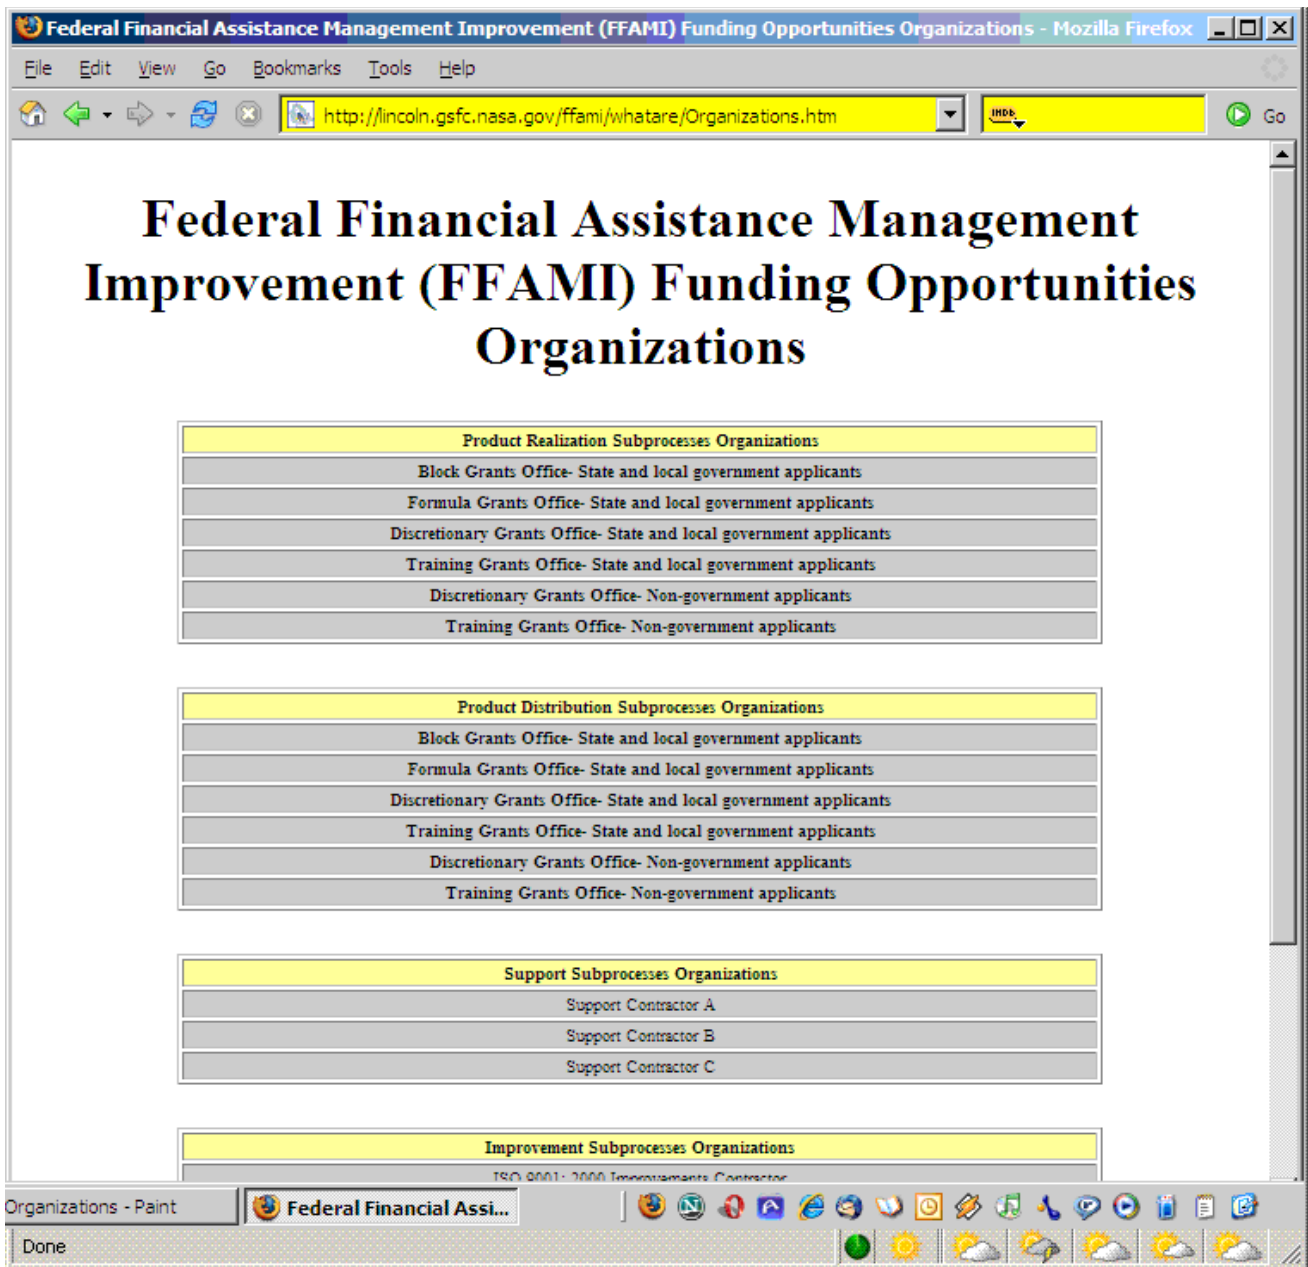 Federal Financial Assistance Management Improvement (FFAMI) Funding Opportunities Organizations - Mozilla Firefox
File Edit View Go Bookmarks Tools Help
http://lincoln.gsfc.nasa.gov/ffami/whatare/Organizations.htm IMDb Go
Federal Financial Assistance Management
Improvement (FFAMI) Funding Opportunities
Organizations
Product Realization Subprocesses Organizations
Block Grants Office- State and local government applicants
Formula Grants Office- State and local government applicants
Discretionary Grants Office- State and local government applicants
Training Grants Office- State and local government applicants
Discretionary Grants Office- Non-government applicants
Training Grants Office- Non-government applicants
Product Distribution Subprocesses Organizations
Block Grants Office- State and local government applicants
Formula Grants Office- State and local government applicants
Discretionary Grants Office- State and local government applicants
Training Grants Office- State and local government applicants
Discretionary Grants Office- Non-government applicants
Training Grants Office- Non-government applicants
Support Subprocesses Organizations
Support Contractor A
Support Contractor B
Support Contractor C
Improvement Subprocesses Organizations
ISO 9001: 2000 Improvements Contractor
Organizations - Paint Federal Financial Assi...
Done